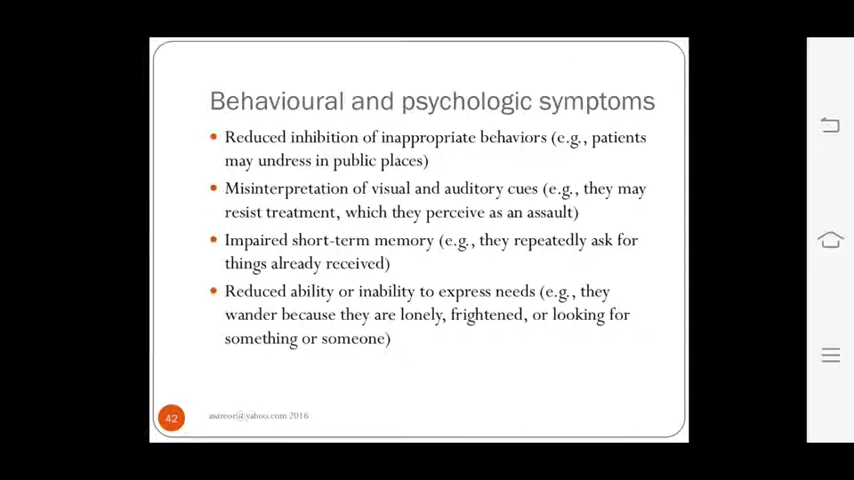 Behavioural and psychologic symptoms
• Reduced inhibition of inappropriate behaviors (e.g., patients
may undress in public places)
• Misinterpretation of visual and auditory cues (e.g., they may
resist treatment, which they perceive as an assault)
• Impaired short-term memory (e.g., they repeatedly ask for
things already received)
• Reduced ability or inability to express needs (e.g., they
wander because they are lonely, frightened, or looking for
something or someone)
42
asareor@yahoo.com 2016